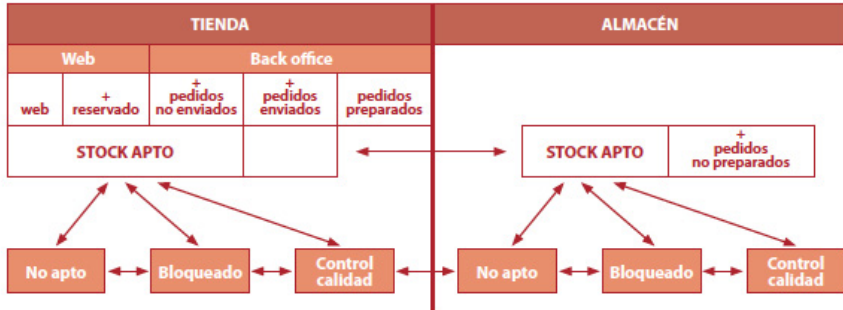 TIENDA
ALMACÉN
Web
Back office
web
+
reservado
+
pedidos
no enviados
+
pedidos
enviados
pedidos
preparados
STOCK APTO
STOCK APTO
+
pedidos
no preparados
No apto
Bloqueado
Control
calidad
No apto
Bloqueado
Control
calidad